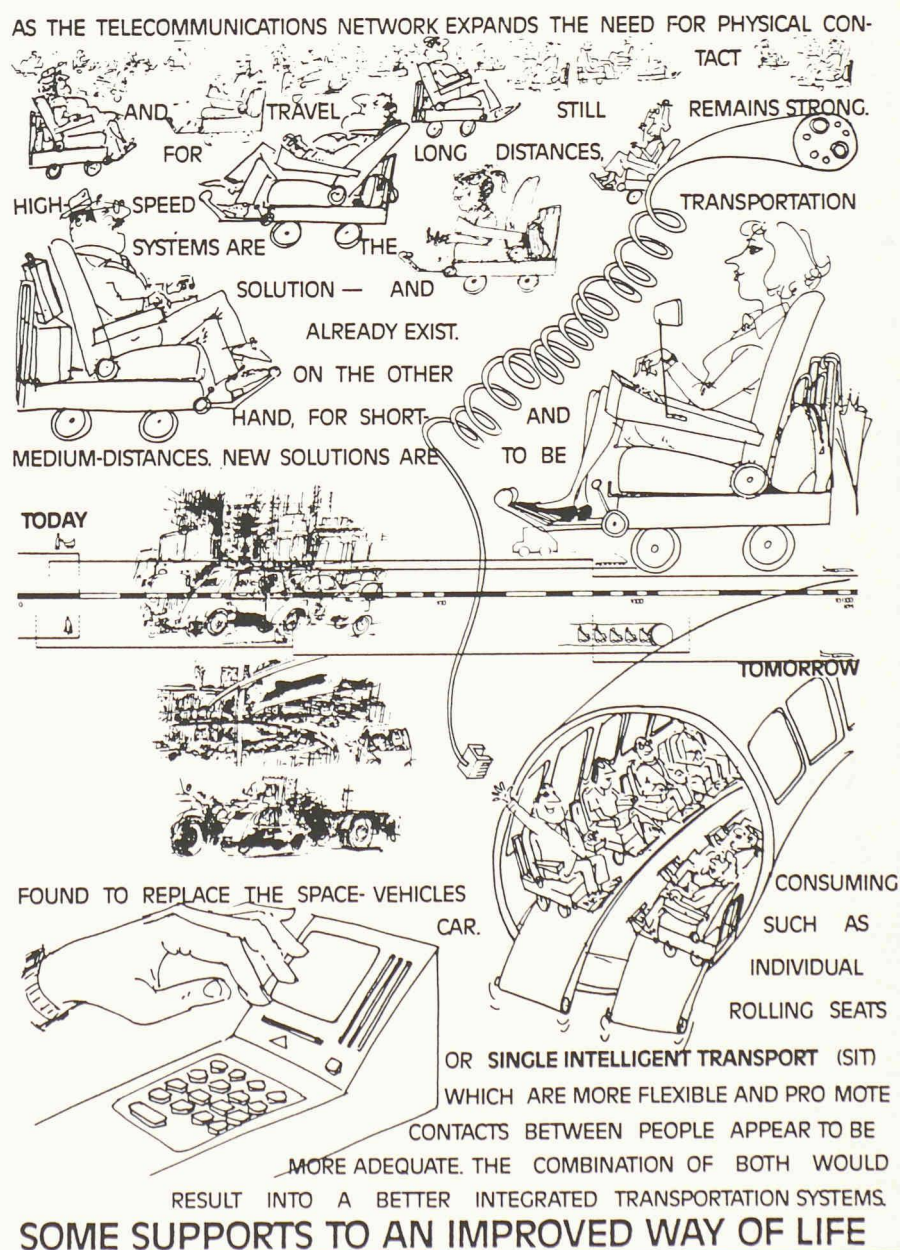 AS THE TELECOMMUNICATIONS NETWORK EXPANDS THE NEED FOR PHYSICAL CON-
TACT
AND TRAVEL STILL REMAINS STRONG.
FOR LONG DISTANCES,
HIGH- SPEED TRANSPORTATION
SYSTEMS ARE THE
SOLUTION — AND
ALREADY EXIST.
ON THE OTHER
HAND, FOR SHORT- AND
MEDIUM-DISTANCES. NEW SOLUTIONS ARE TO BE
TODAY
TOMORROW
FOUND TO REPLACE THE SPACE- VEHICLES CONSUMING
CAR. SUCH AS
INDIVIDUAL
ROLLING SEATS
OR SINGLE INTELLIGENT TRANSPORT (SIT)
WHICH ARE MORE FLEXIBLE AND PRO MOTE
CONTACTS BETWEEN PEOPLE APPEAR TO BE
MORE ADEQUATE. THE COMBINATION OF BOTH WOULD
RESULT INTO A BETTER INTEGRATED TRANSPORTATION SYSTEMS.
SOME SUPPORTS TO AN IMPROVED WAY OF LIFE